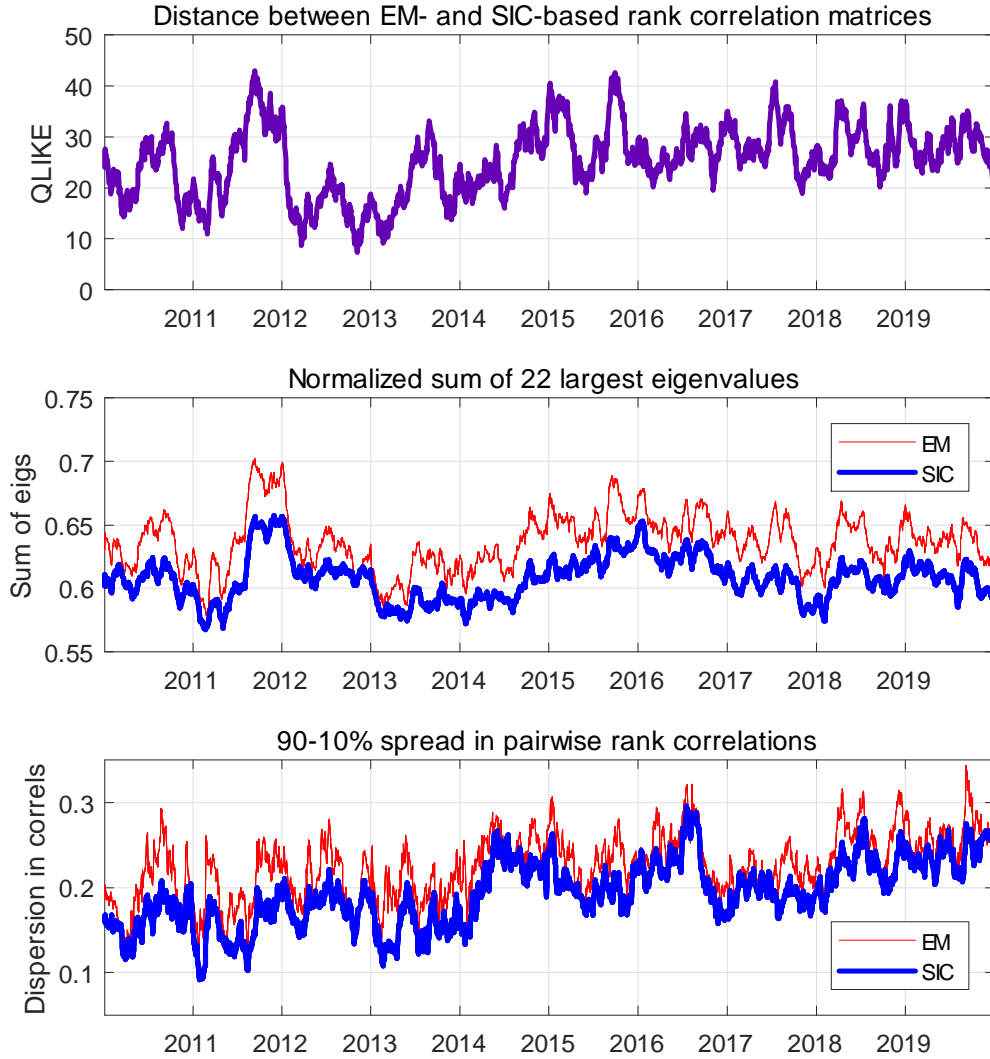 Distance between EM- and SIC-based rank correlation matrices
50
40
30
20
10
0
QLIKE
2011 2012 2013 2014 2015 2016 2017 2018 2019
Normalized sum of 22 largest eigenvalues
0.75
0.7
0.65
0.6
0.55
Sum of eigs
EM
SIC
2011 2012 2013 2014 2015 2016 2017 2018 2019
90-10% spread in pairwise rank correlations
0.3
0.2
0.1
Dispersion in correls
EM
SIC
2011 2012 2013 2014 2015 2016 2017 2018 2019